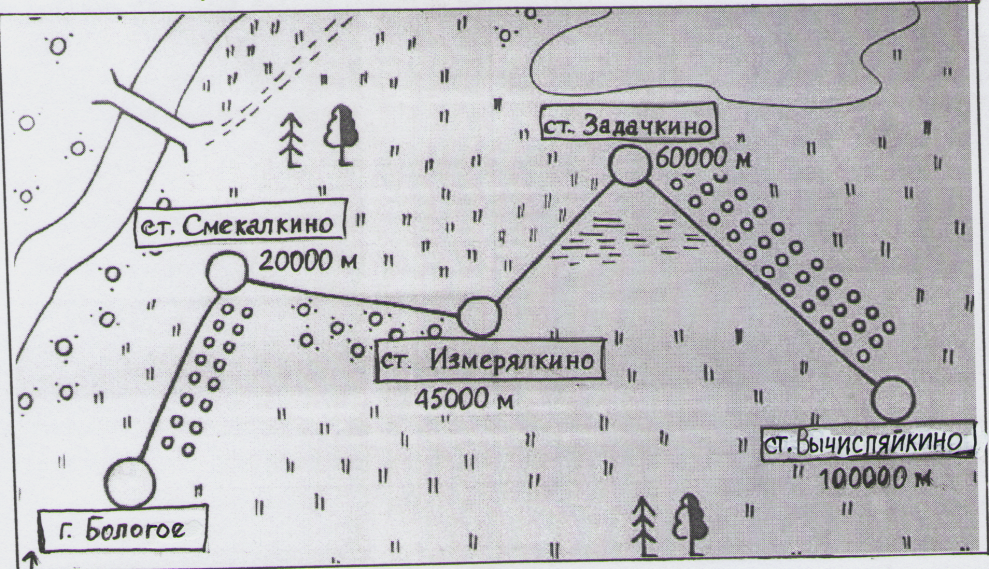 ст. Задачкино
60000 м
ст. Смекалкино
20000 м
ст. Измерялкино
45000 м
ст. Вычисляйкино
100000 м
г. Бологое